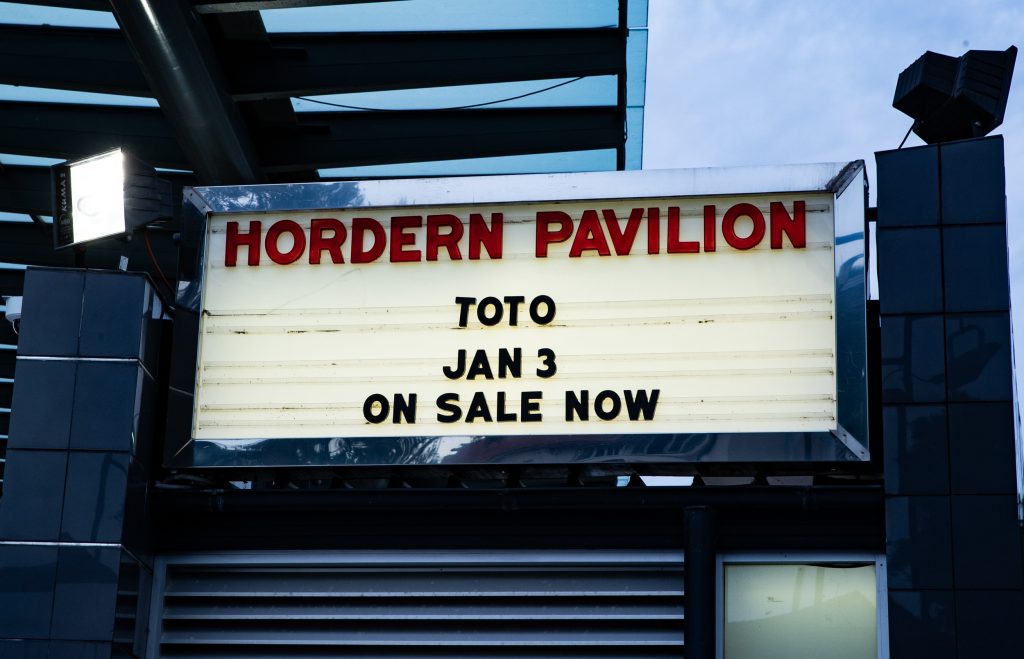 HORDERN PAVILION
TOTO
JAN 3
ON SALE NOW